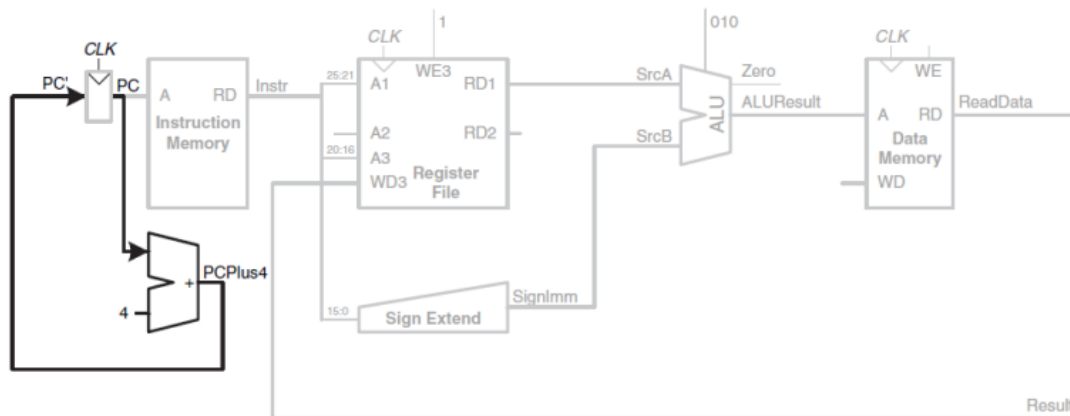 1
010
CLK
CLK
CLK
PC'
PC
A
RD
Instruction
Memory
Instr
25:21
A1
WE3
RD1
A2
RD2
20:16
A3
WD3
Register
File
SrcA
SrcB
ALU
Zero
ALUResult
WE
A
RD
Data
Memory
WD
ReadData
PCPlus4
+
4
15:0
Sign Extend
SignImm
Result